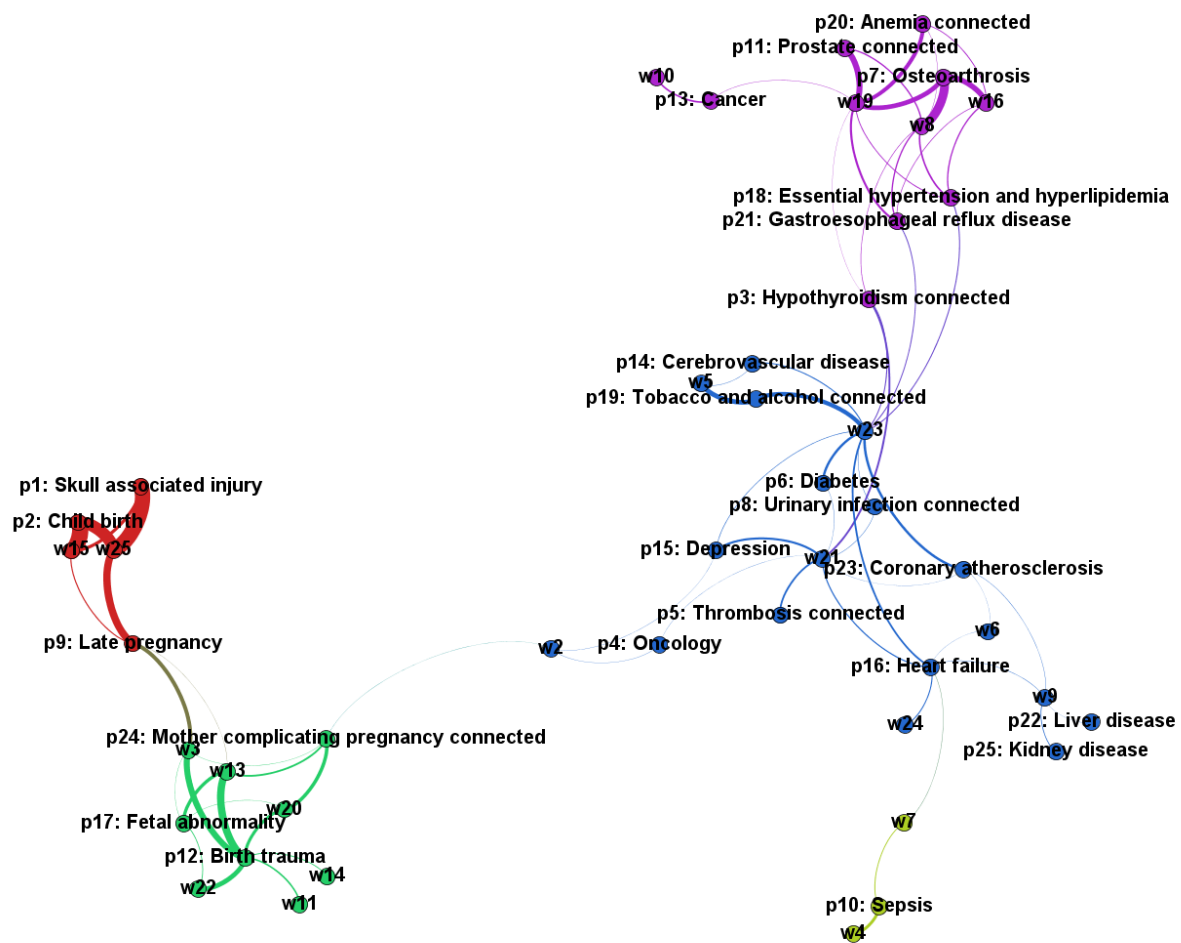 p20: Anemia connected
p11: Prostate connected
w10
p7: Osteoarthrosis
p13: Cancer
w19
w16
w8
p18: Essential hypertension and hyperlipidemia
p21: Gastroesophageal reflux disease
p3: Hypothyroidism connected
p14: Cerebrovascular disease
w5
p19: Tobacco and alcohol connected
w23
p1: Skull associated injury
p6: Diabetes
p8: Urinary infection connected
p2: Child birth
w15
w25
p15: Depression
w21
p23: Coronary atherosclerosis
p5: Thrombosis connected
w6
p9: Late pregnancy
w2
p4: Oncology
p16: Heart failure
w9
w24
p22: Liver disease
p24: Mother complicating pregnancy connected
w3
p25: Kidney disease
w13
w20
p17: Fetal abnormality
w7
p12: Birth trauma
w14
w22
w11
p10: Sepsis
w4